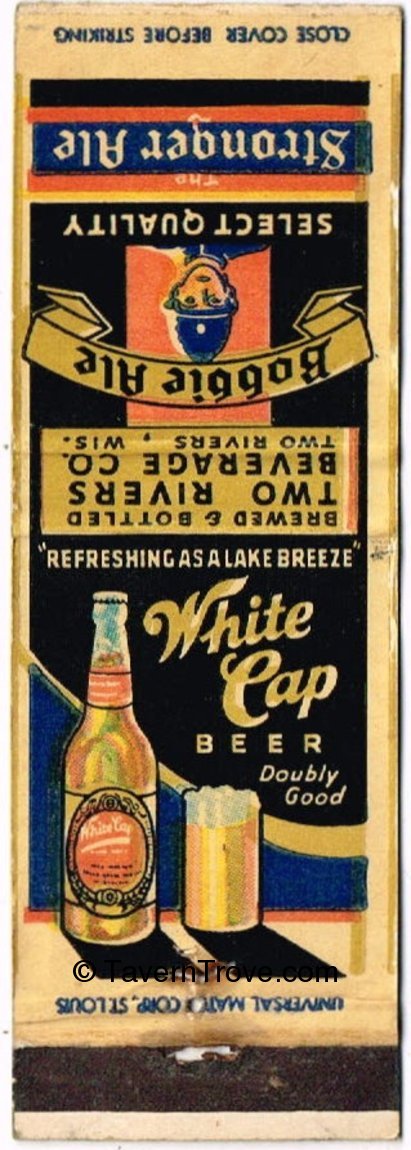 CLOSE COVER BEFORE STRIKING
The
Stronger Ale
SELECT QUALITY
Bobbie Ale
BREWED & BOTTLED
TWO RIVERS
BEVERAGE CO.
TWO RIVERS, WIS.
"REFRESHING AS A LAKE BREEZE"
White
Cap
BEER
Doubly
Good
White Cap
© TavernTrove.com
UNIVERSAL MATCH CORP., ST. LOUIS